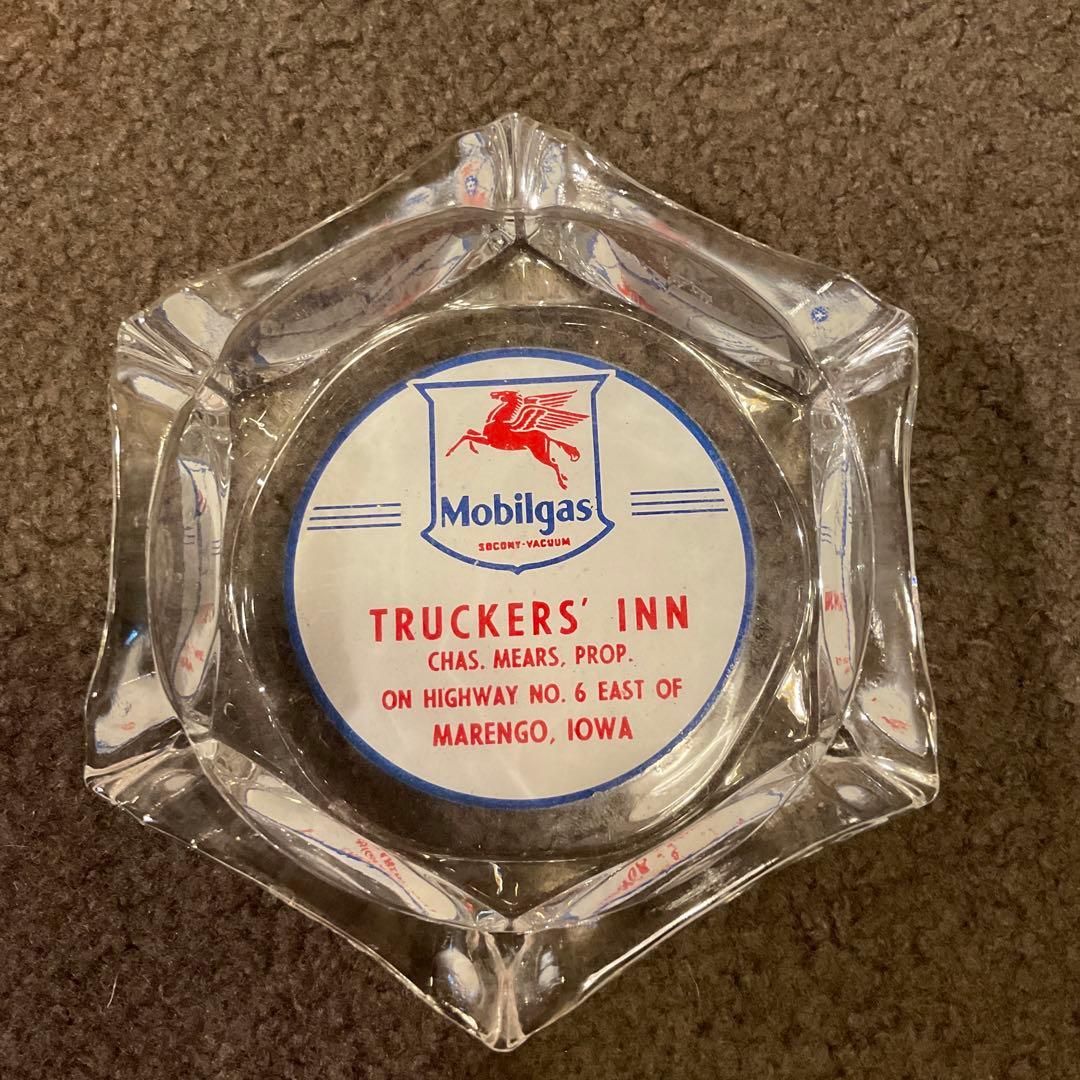 Mobilgas
SOCONY-VACUUM
TRUCKERS' INN
CHAS. MEARS, PROP.
ON HIGHWAY NO. 6 EAST OF
MARENGO, IOWA